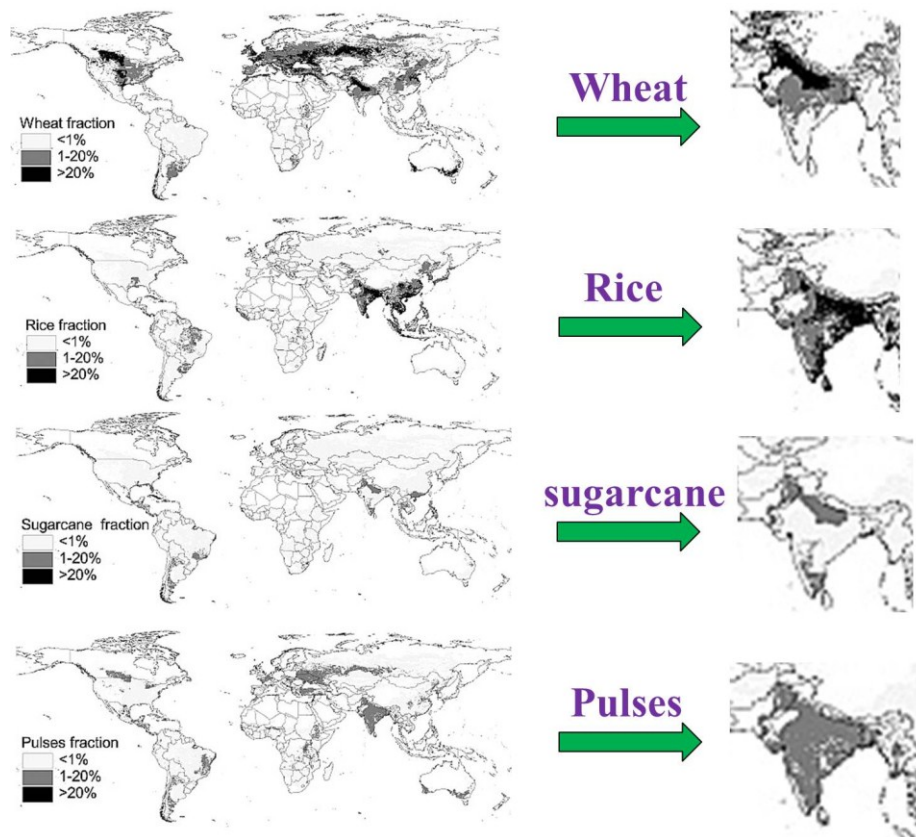 Wheat fraction
<1%
1-20%
>20%
Wheat
Rice fraction
<1%
1-20%
>20%
Rice
Sugarcane fraction
<1%
1-20%
>20%
sugarcane
Pulses fraction
<1%
1-20%
>20%
Pulses